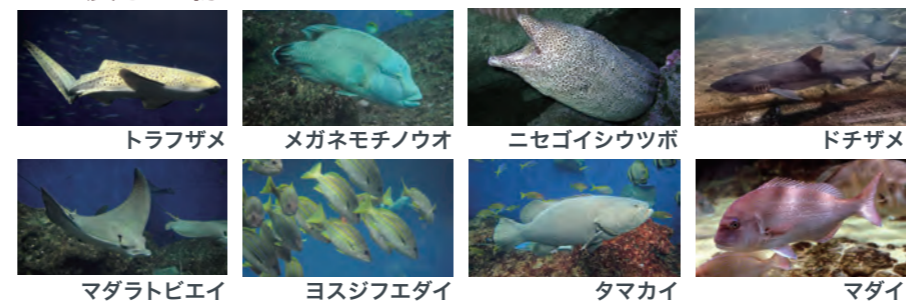 トラフザメ
メガネモチノウオ
ニセゴイシウツボ
ドチザメ
マダラトビエイ
ヨスジフエダイ
タマカイ
マダイ